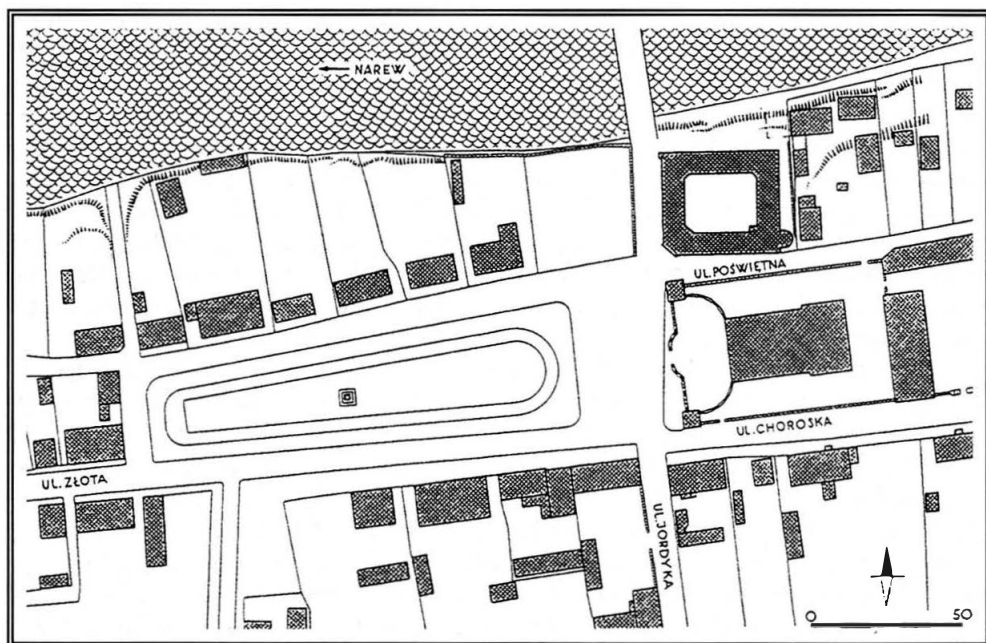 NAREW
UL. POŚWIĘTNA
UL. CHOROSKA
UL. ZŁOTA
UL. JORDYKA
0 50